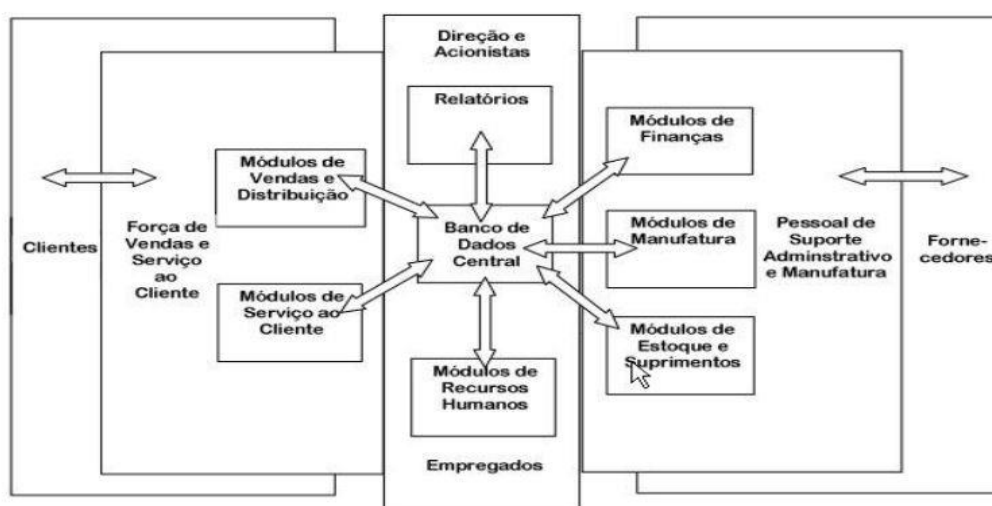 Direção e
Acionistas
Relatórios
Módulos de
Finanças
Módulos de
Vendas e
Distribuição
Clientes
Força de
Vendas e
Serviço
ao
Cliente
Banco de
Dados
Central
Módulos de
Manufatura
Pessoal de
Suporte
Adminstrativo
e Manufatura
Forne-
cedores
Módulos de
Serviço ao
Cliente
Módulos de
Estoque e
Suprimentos
Módulos de
Recursos
Humanos
Empregados